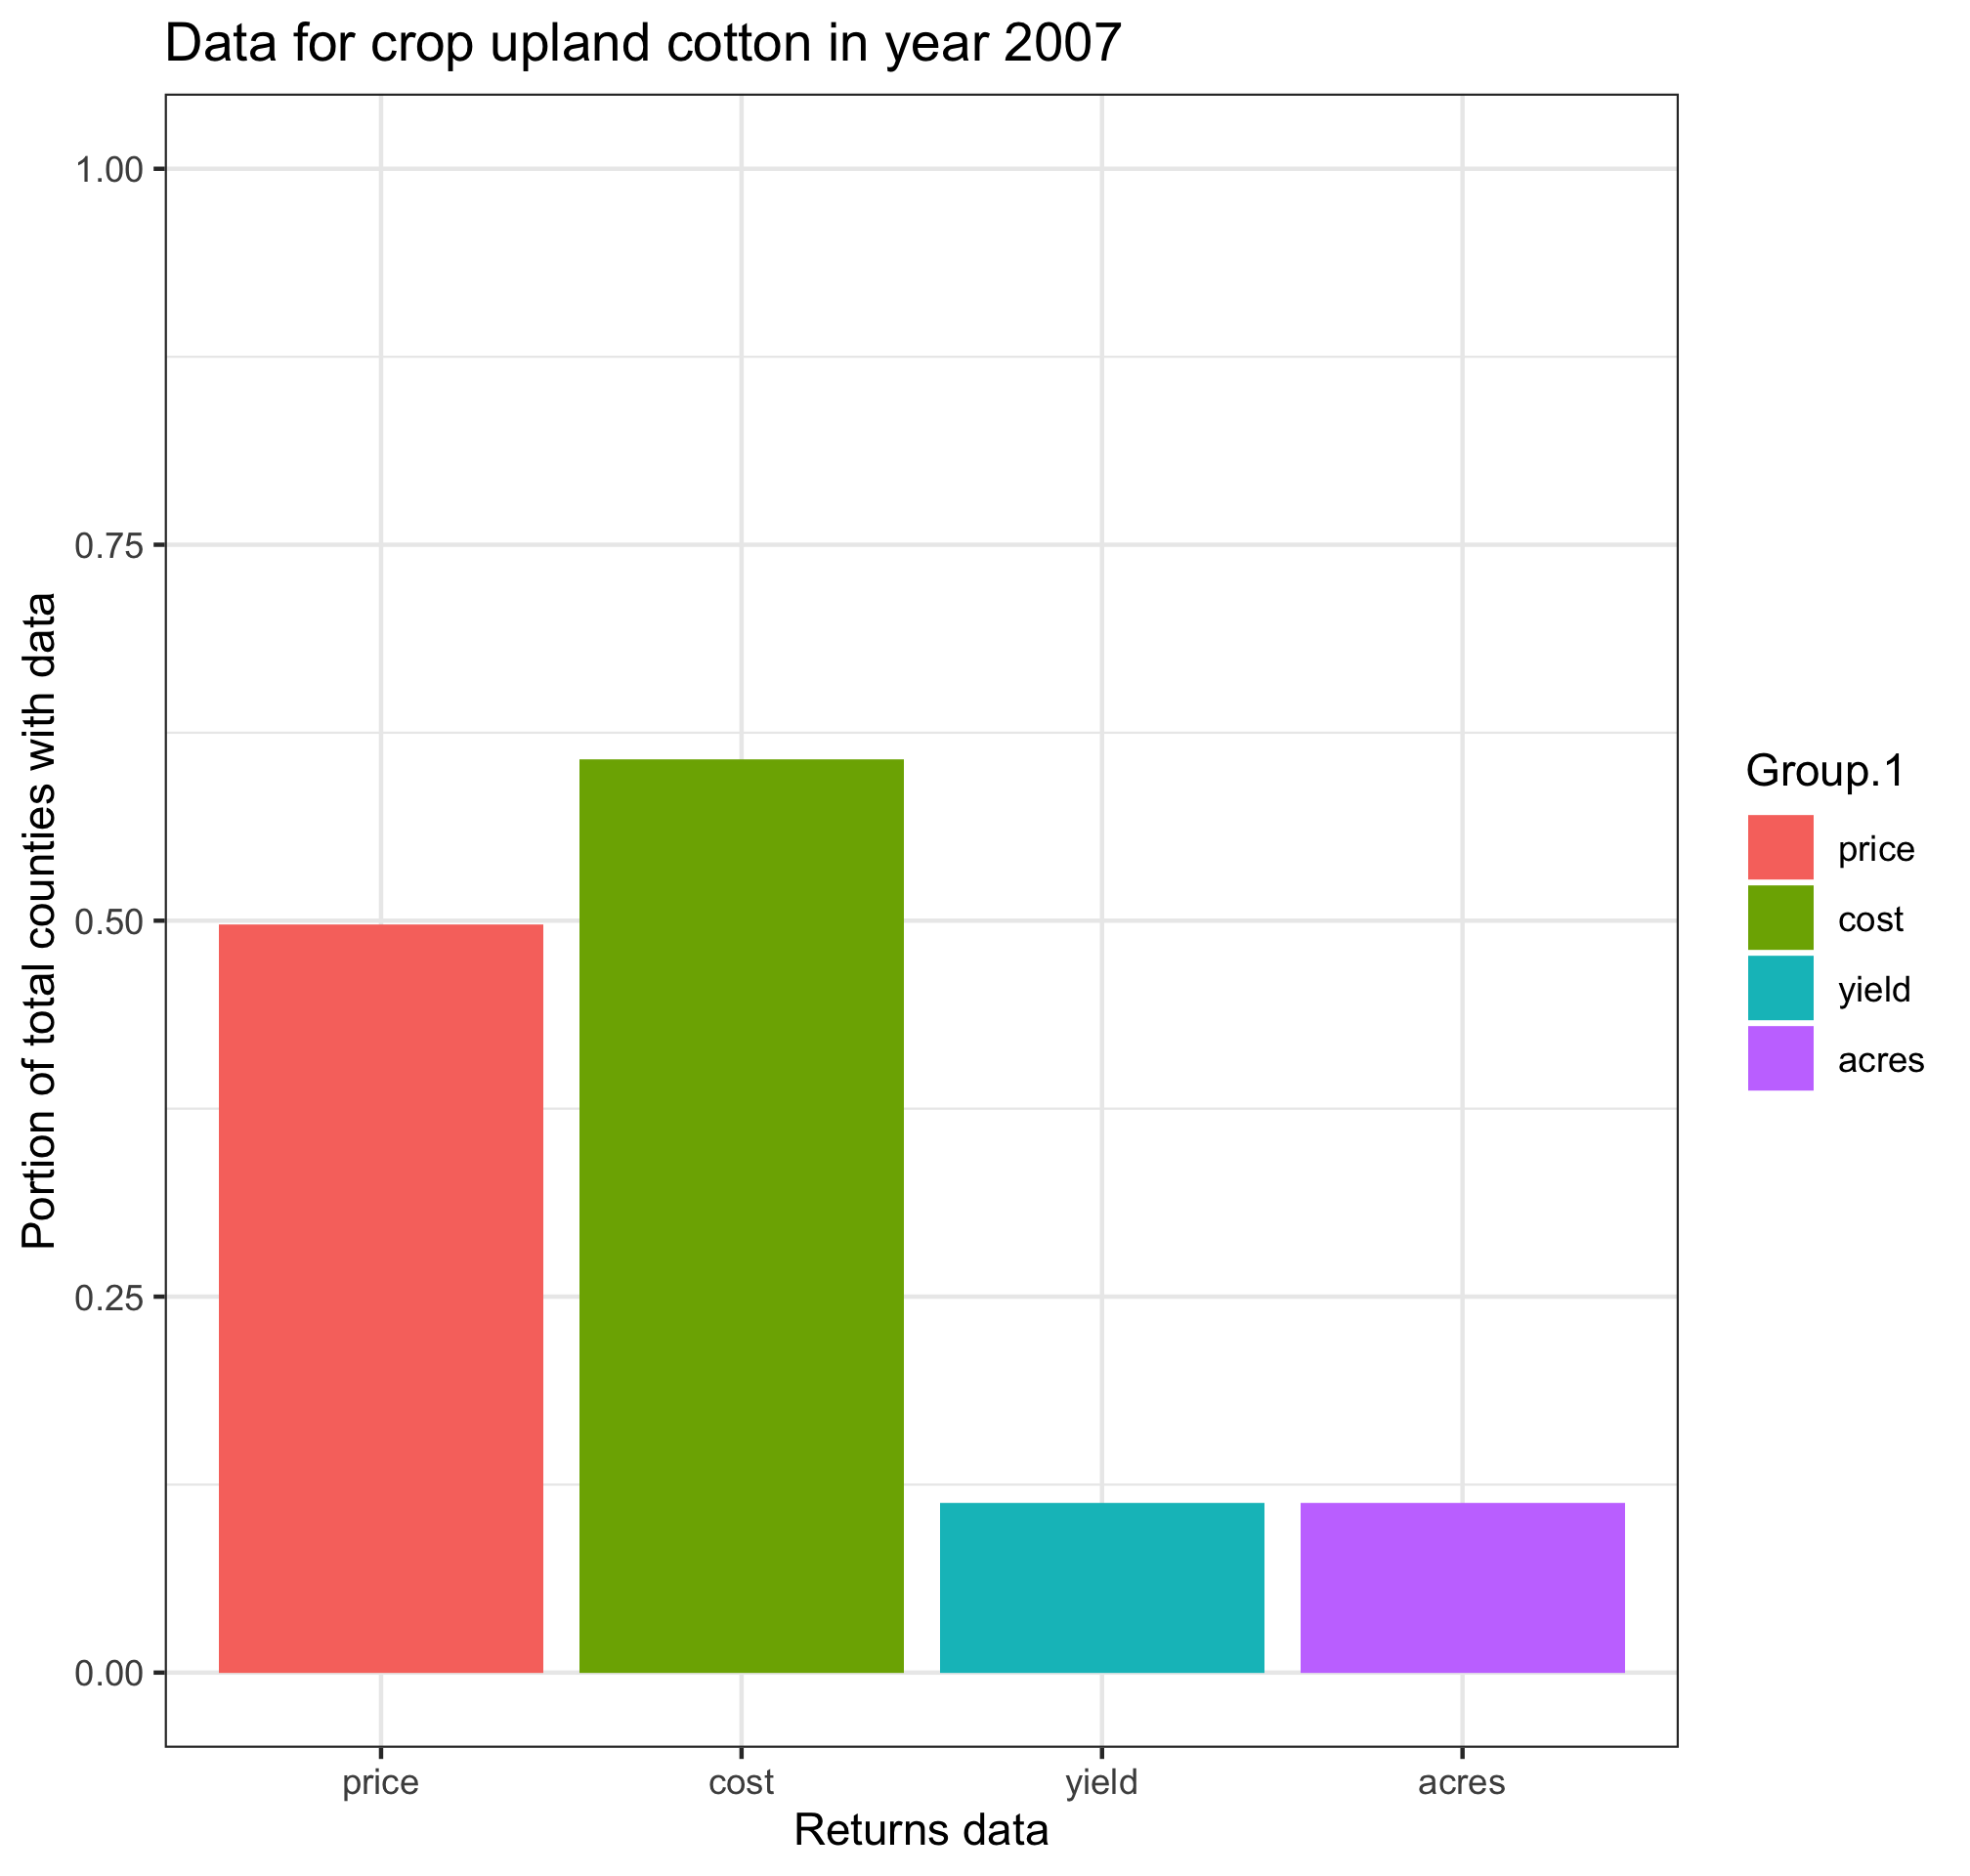 Data for crop upland cotton in year 2007
Portion of total counties with data
1.00
0.75
0.50
0.25
0.00
price
cost
yield
acres
Returns data
Group.1
price
cost
yield
acres